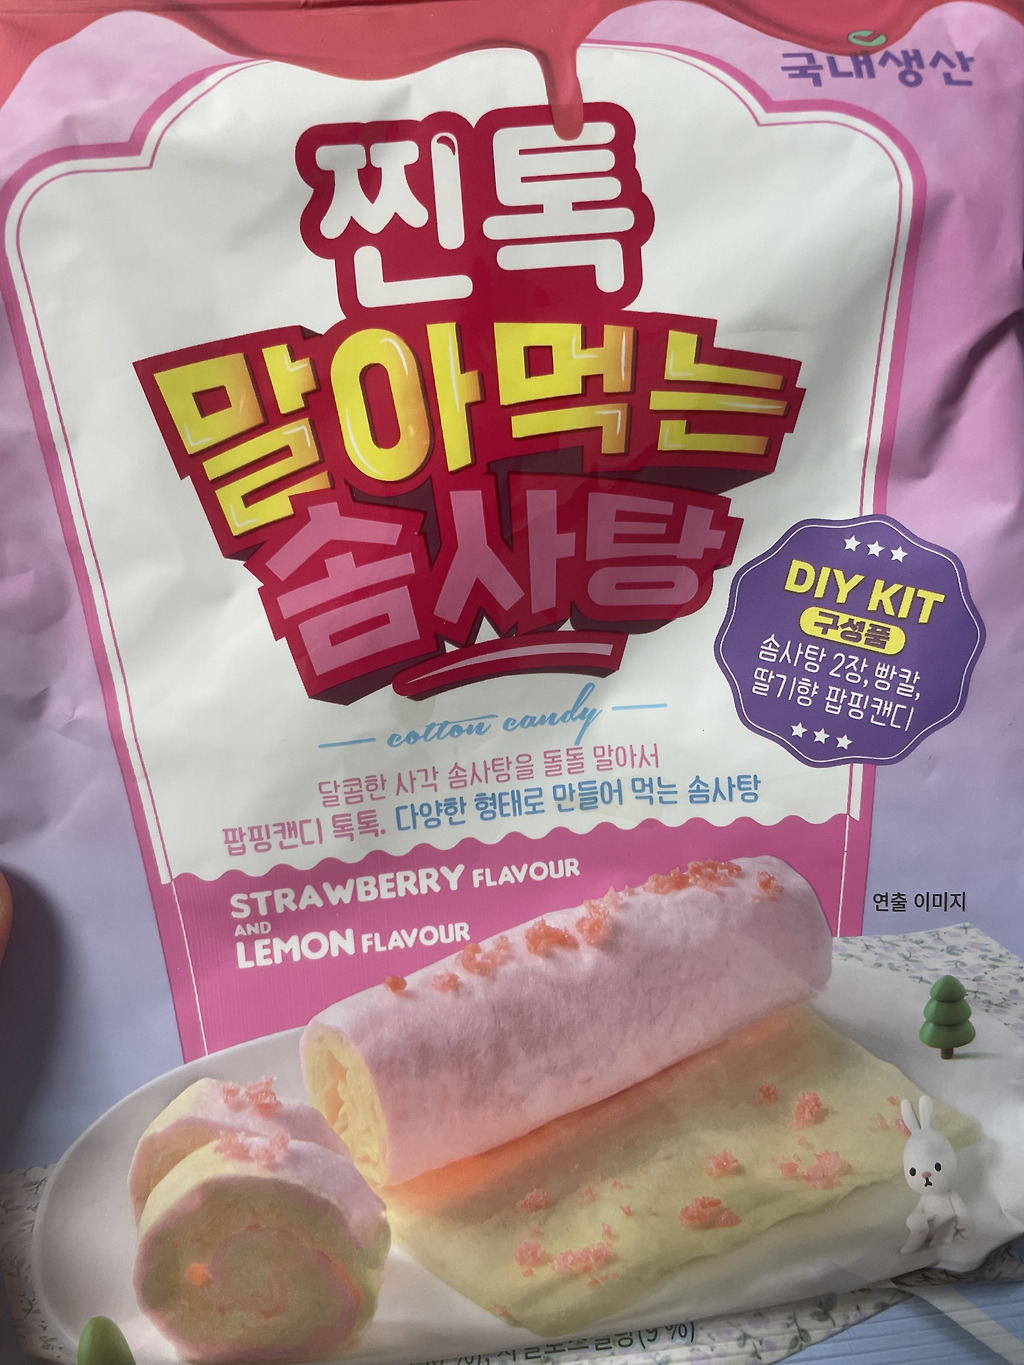 국내생산
찐톡
말아먹는
솜사탕
cotton candy
달콤한 사각 솜사탕을 돌돌 말아서
팝핑캔디 톡톡. 다양한 형태로 만들어 먹는 솜사탕
DIY KIT
구성품
솜사탕 2장, 빵칼,
딸기향 팝핑캔디
STRAWBERRY FLAVOUR
AND
LEMON FLAVOUR
연출 이미지
(9 %)